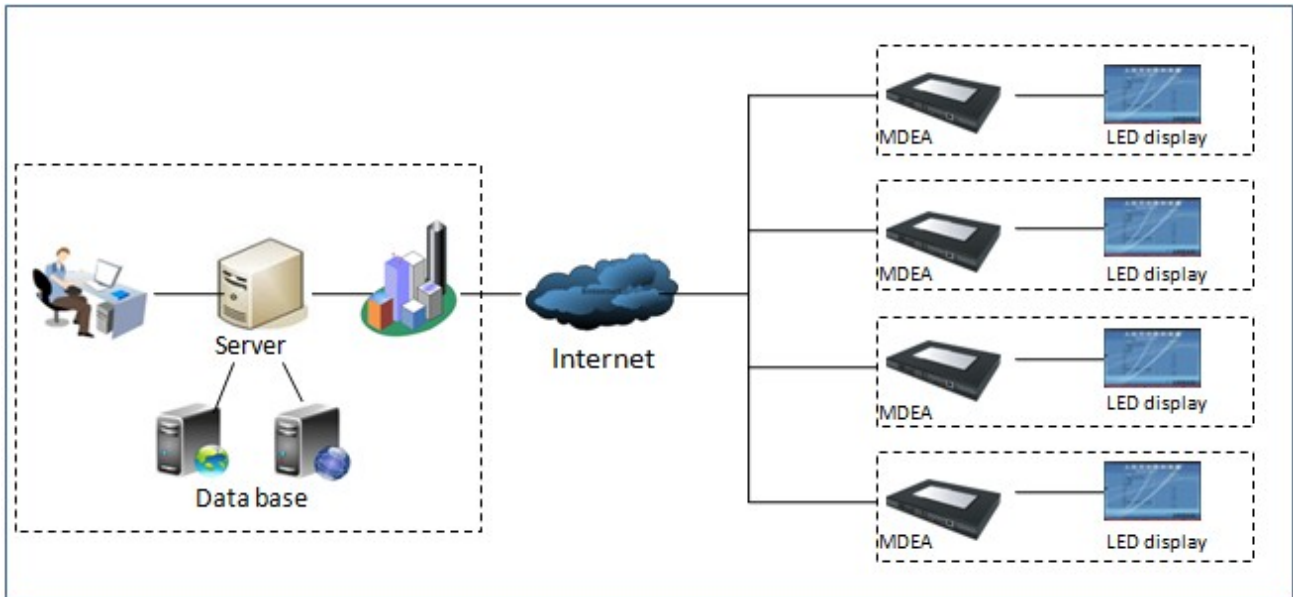 MDEA
LED display
MDEA
LED display
MDEA
LED display
MDEA
LED display
Server
Data base
Internet